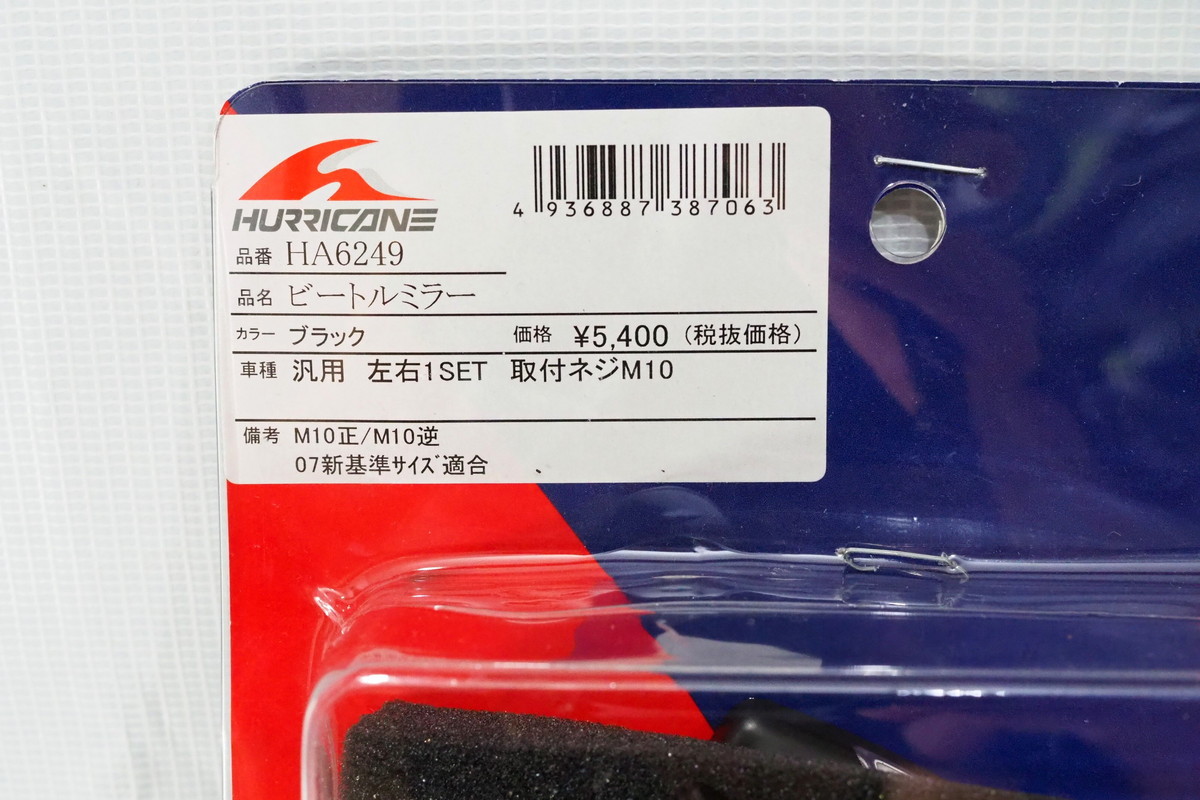 HURRICANE
4 936887 387063
品番 HA6249
品名 ビートルミラー
カラー ブラック 価格 ¥5,400 (税抜価格)
車種 汎用 左右1SET 取付ネジM10
備考 M10正/M10逆
07新基準サイズ適合